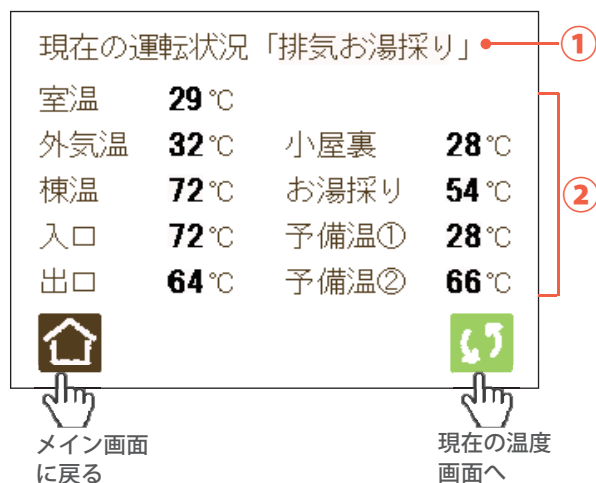 現在の運転状況「排気お湯採り」 ①
室温 29℃
外気温 32℃ 小屋裏 28℃
棟温 72℃ お湯採り 54℃ ②
入口 72℃ 予備温① 28℃
出口 64℃ 予備温② 66℃
メイン画面 現在の温度
に戻る 画面へ